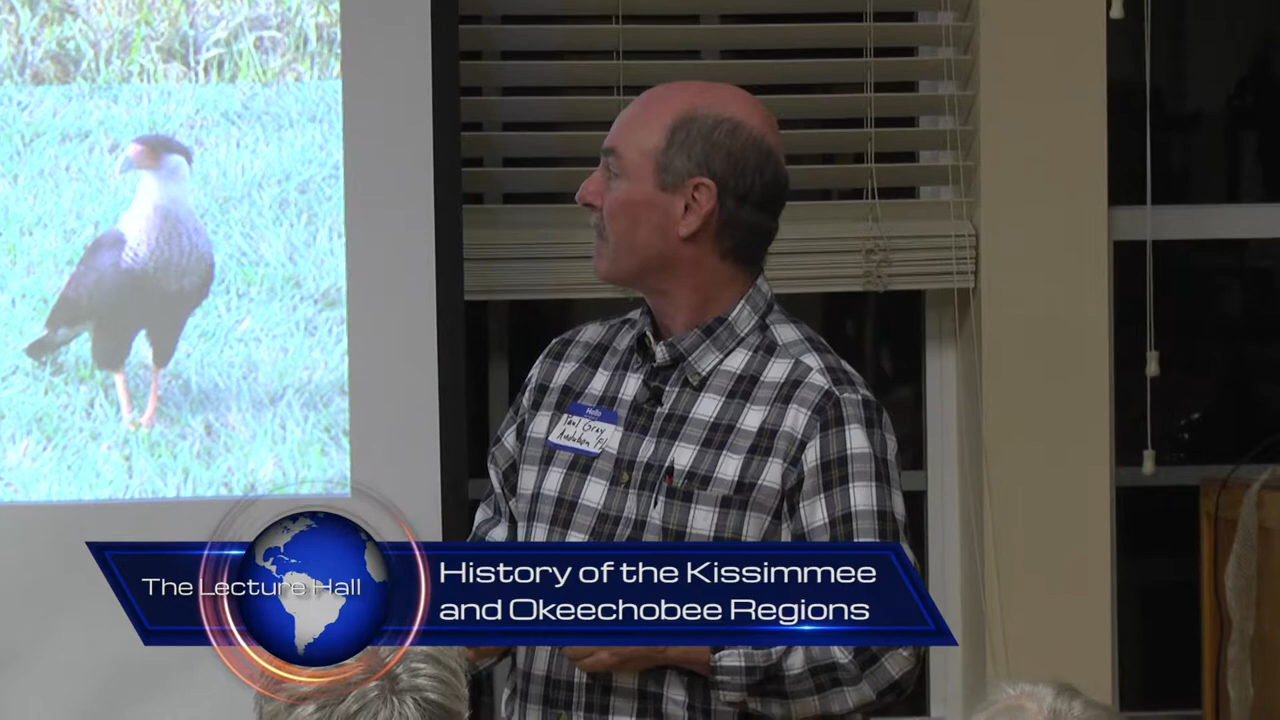 Hello
Paul Gray
Audubon FL
The Lecture Hall
History of the Kissimmee
and Okeechobee Regions